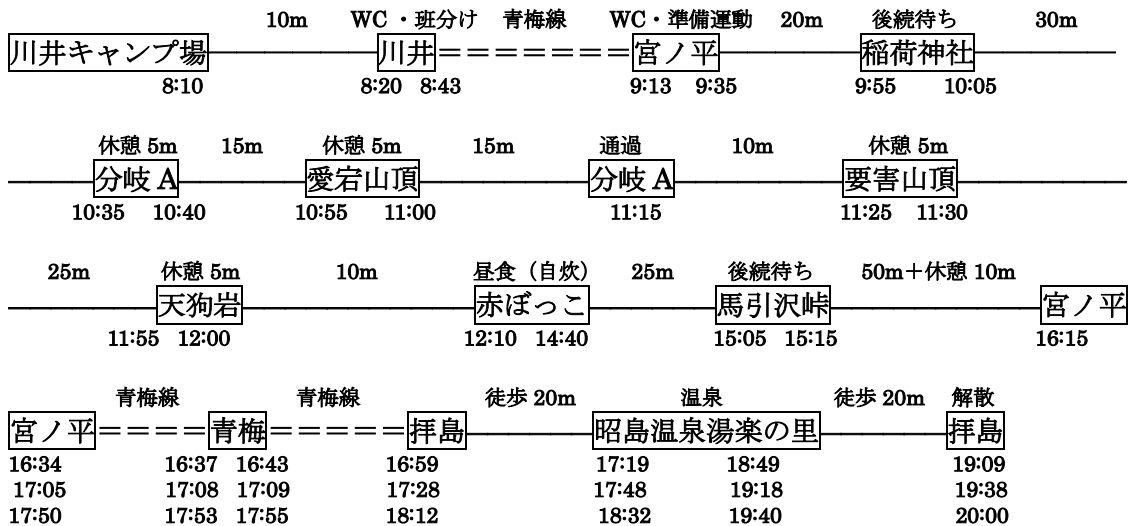 10m WC・班分け 青梅線 WC・準備運動 20m 後続待ち 30m
川井キャンプ場 川井 宮ノ平 稲荷神社
8:10 8:20 8:43 9:13 9:35 9:55 10:05
休憩 5m 15m 休憩 5m 15m 通過 10m 休憩 5m
分岐 A 愛宕山頂 分岐 A 要害山頂
10:35 10:40 10:55 11:00 11:15 11:25 11:30
25m 休憩 5m 10m 昼食（自炊） 25m 後続待ち 50m＋休憩 10m
天狗岩 赤ぼっこ 馬引沢峠 宮ノ平
11:55 12:00 12:10 14:40 15:05 15:15 16:15
青梅線 青梅線 徒歩 20m 温泉 徒歩 20m 解散
宮ノ平 青梅 拝島 昭島温泉湯楽の里 拝島
16:34 16:37 16:43 16:59 17:19 18:49 19:09
17:05 17:08 17:09 17:28 17:48 19:18 19:38
17:50 17:53 17:55 18:12 18:32 19:40 20:00